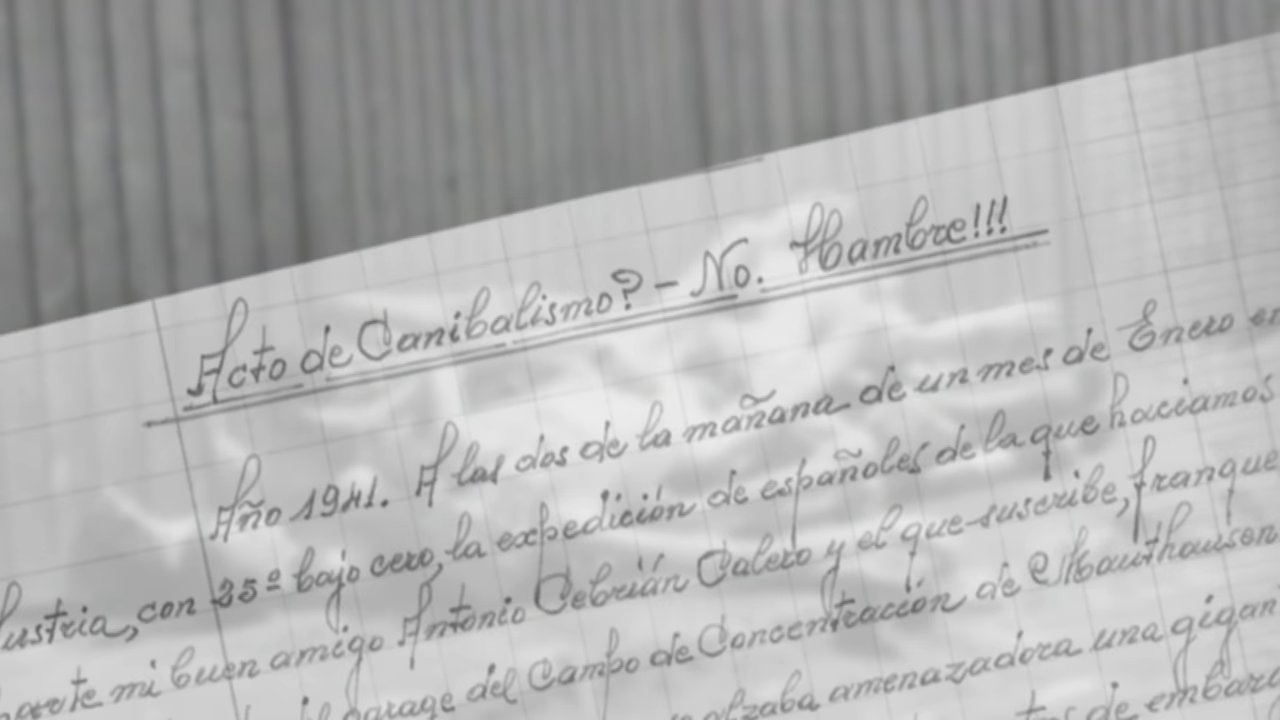 Acto de Canibalismo? - No. Hambre!!!
Año 1941. A las dos de la mañana de un mes de Enero en
Austria, con 25º bajo cero, la expedición de españoles de la que haciamos
parte mi buen amigo Antonio Cebrián Calero y el que suscribe, franque
garage del Campo de Concentración de Mauthausen
alzaba amenazadora una gigan
de embarc